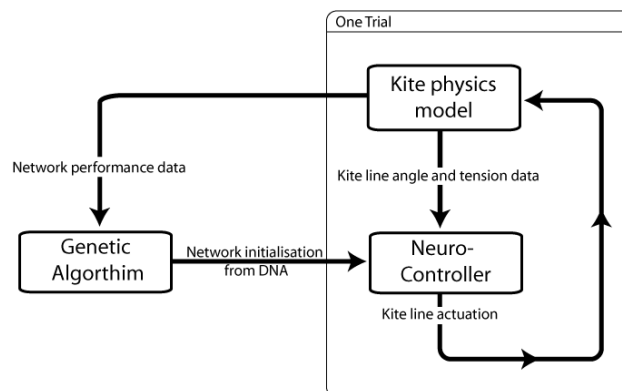 One Trial
Kite physics
model
Network performance data
Kite line angle and tension data
Genetic
Algorthim
Network initialisation
from DNA
Neuro-
Controller
Kite line actuation